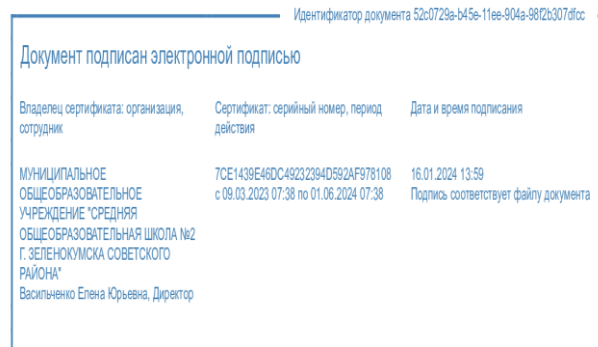 Идентификатор документа 52c0729a-b45e-11ee-904a-98f2b307dfcc
Документ подписан электронной подписью
Владелец сертификата: организация,
сотрудник
Сертификат: серийный номер, период
действия
Дата и время подписания
МУНИЦИПАЛЬНОЕ
ОБЩЕОБРАЗОВАТЕЛЬНОЕ
УЧРЕЖДЕНИЕ "СРЕДНЯЯ
ОБЩЕОБРАЗОВАТЕЛЬНАЯ ШКОЛА №2
Г. ЗЕЛЕНОКУМСКА СОВЕТСКОГО
РАЙОНА"
Васильченко Елена Юрьевна, Директор
7CE1439E46DC49232394D592AF978108
с 09.03.2023 07:38 по 01.06.2024 07:38
16.01.2024 13:59
Подпись соответствует файлу документа